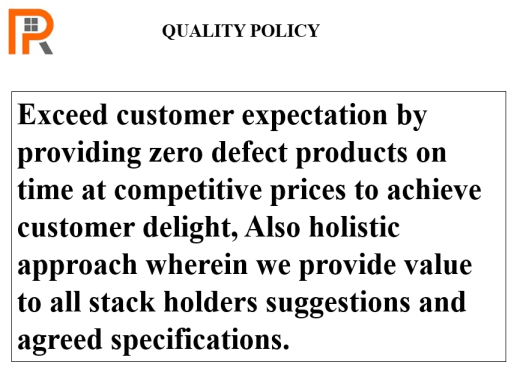 PR
QUALITY POLICY
Exceed customer expectation by
providing zero defect products on
time at competitive prices to achieve
customer delight, Also holistic
approach wherein we provide value
to all stack holders suggestions and
agreed specifications.